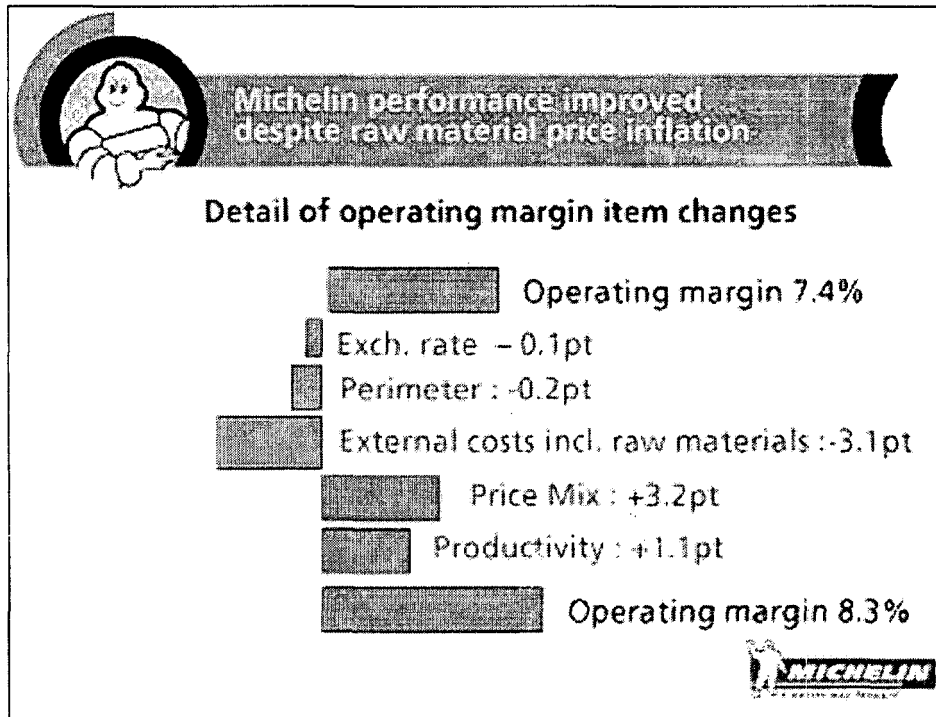 Michelin performance improved
despite raw material price inflation
Detail of operating margin item changes
Operating margin 7.4%
Exch. rate – 0.1pt
Perimeter : -0.2pt
External costs incl. raw materials :-3.1pt
Price Mix : +3.2pt
Productivity : +1.1pt
Operating margin 8.3%
MICHELIN